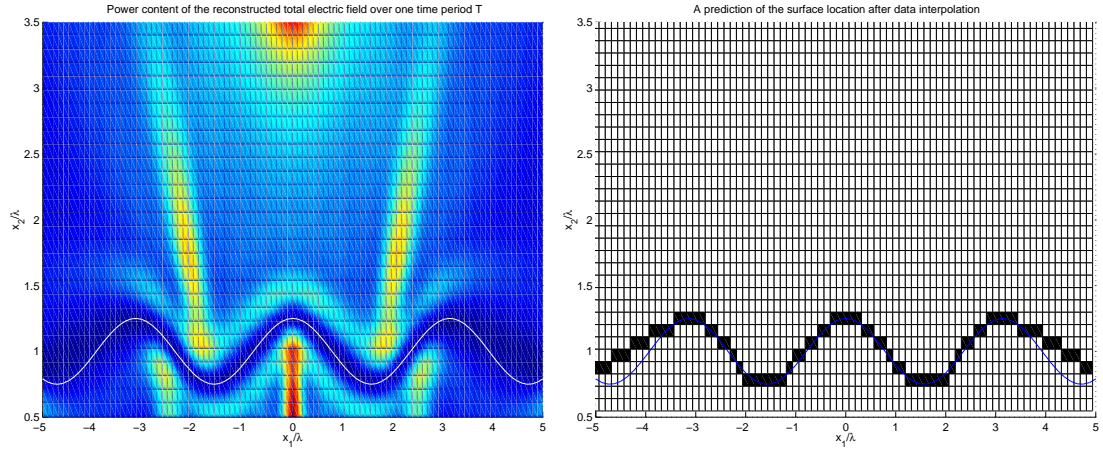 Power content of the reconstructed total electric field over one time period T
3.5
3
2.5
2
1.5
1
0.5
x2/λ
−5 −4 −3 −2 −1 0 1 2 3 4 5
x1/λ
A prediction of the surface location after data interpolation
3.5
3
2.5
2
1.5
1
0.5
x2/λ
−5 −4 −3 −2 −1 0 1 2 3 4 5
x1/λ